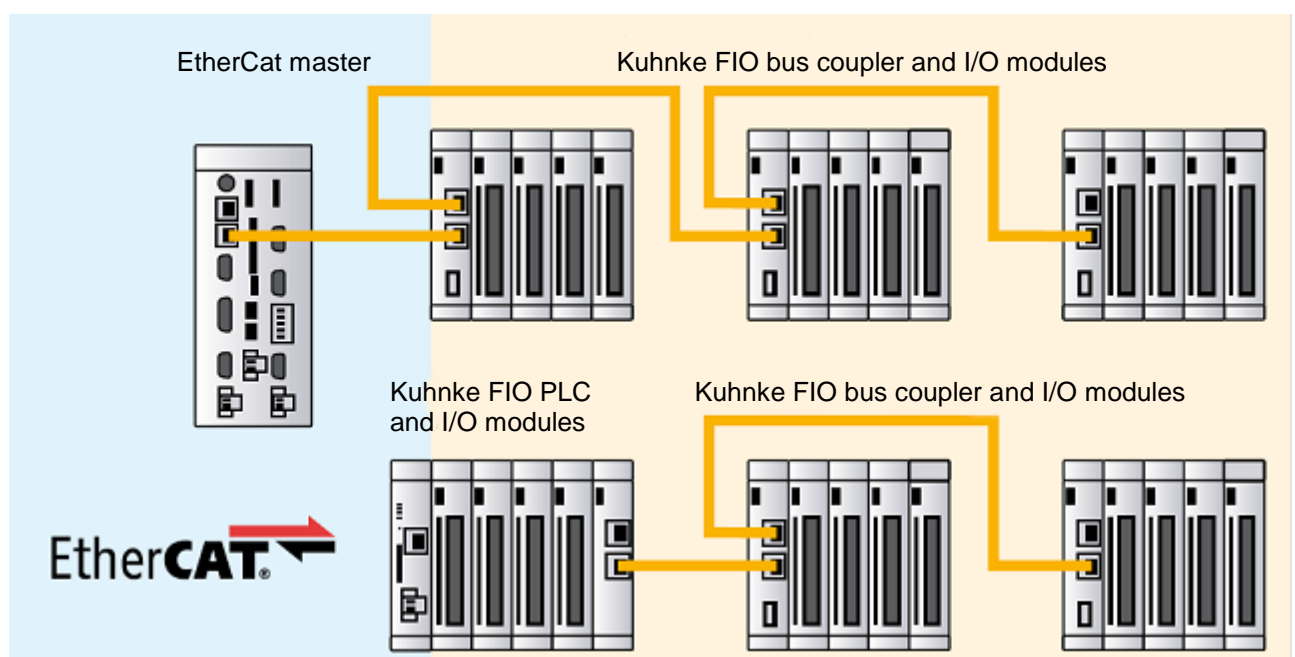 EtherCat master
Kuhnke FIO bus coupler and I/O modules
Kuhnke FIO PLC
and I/O modules
Kuhnke FIO bus coupler and I/O modules
EtherCAT®